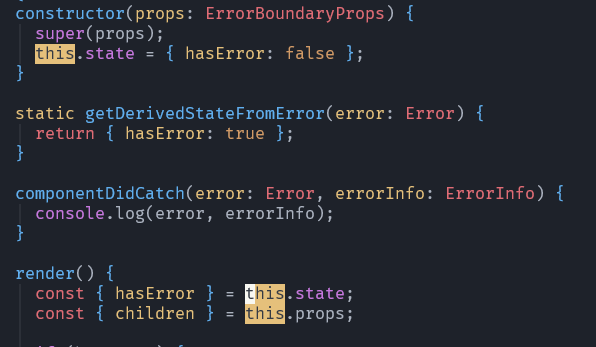 constructor(props: ErrorBoundaryProps) {
super(props);
this.state = { hasError: false };
}
static getDerivedStateFromError(error: Error) {
return { hasError: true };
}
componentDidCatch(error: Error, errorInfo: ErrorInfo) {
console.log(error, errorInfo);
}
render() {
const { hasError } = this.state;
const { children } = this.props;